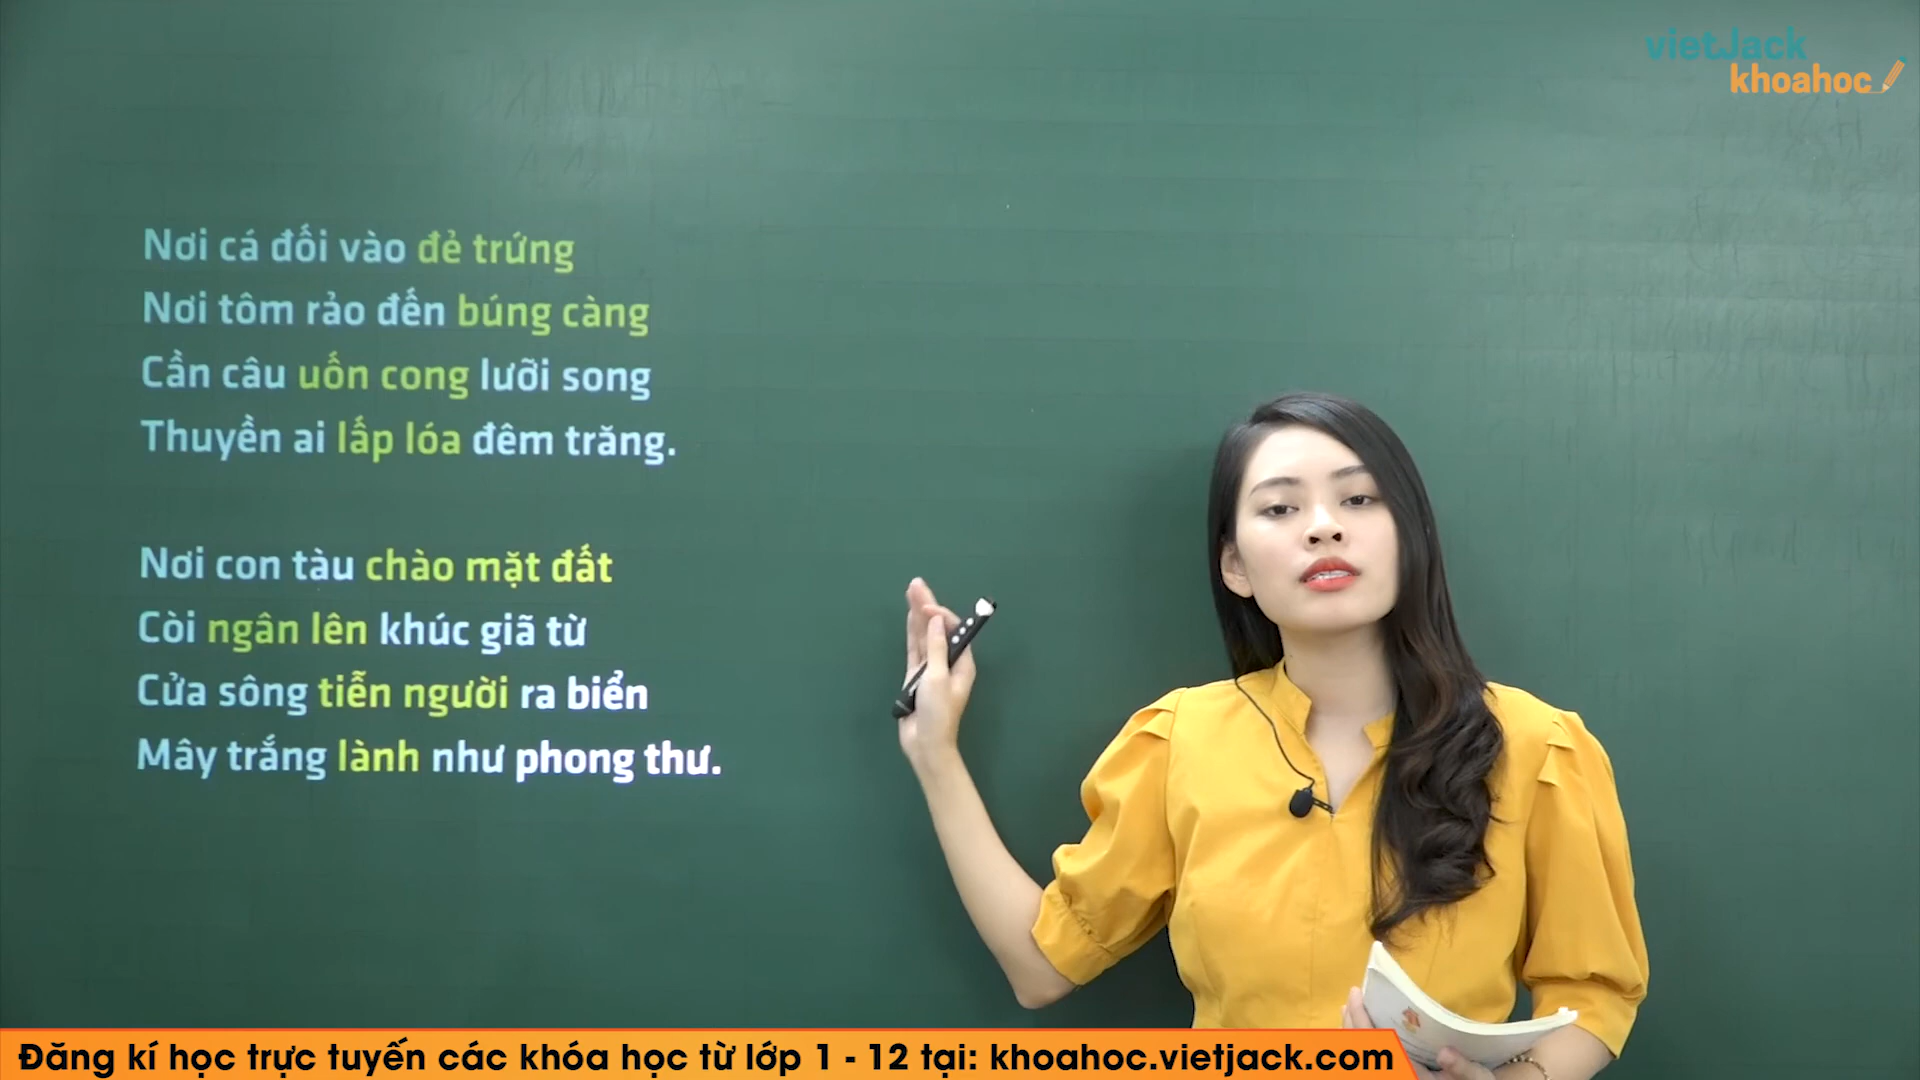 vietJack
khoahoc
Nơi cá đối vào đẻ trứng
Nơi tôm rảo đến búng càng
Cần câu uốn cong lưỡi song
Thuyền ai lấp lóa đêm trăng.
Nơi con tàu chào mặt đất
Còi ngân lên khúc giã từ
Cửa sông tiễn người ra biển
Mây trắng lành như phong thư.
Đăng kí học trực tuyến các khóa học từ lớp 1 - 12 tại: khoahoc.vietjack.com